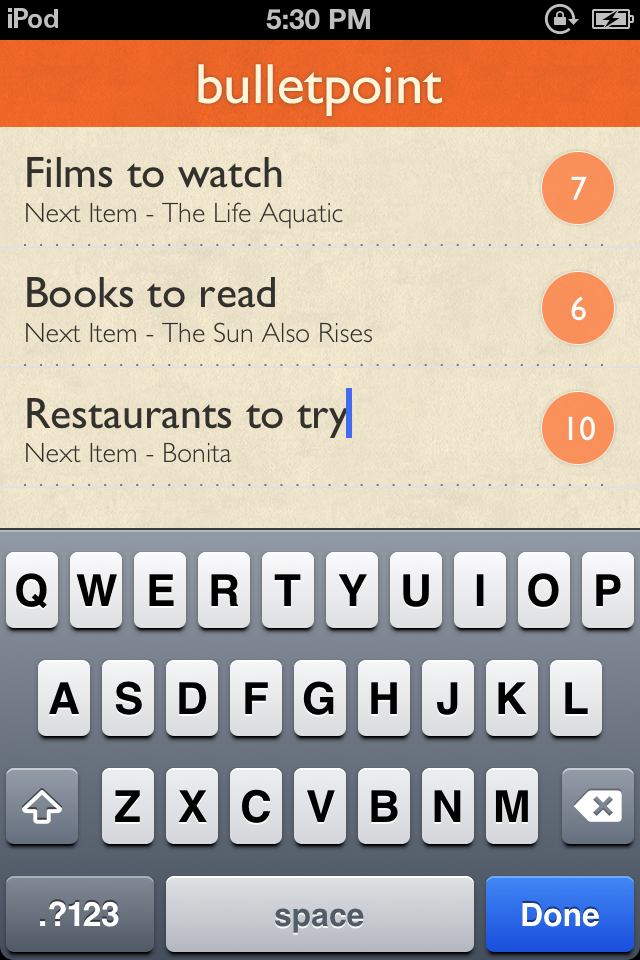 iPod 5:30 PM
bulletpoint
Films to watch
Next Item - The Life Aquatic
7
Books to read
Next Item - The Sun Also Rises
6
Restaurants to try
Next Item - Bonita
10
Q W E R T Y U I O P
A S D F G H J K L
Z X C V B N M
.?123 space Done